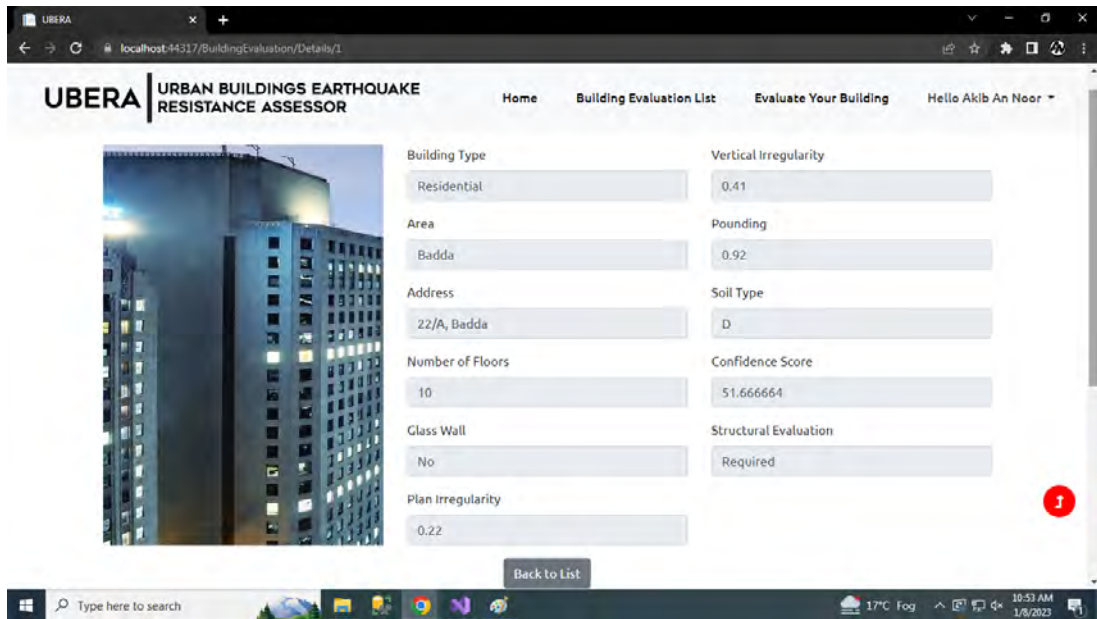 UBERA
localhost:44317/BuildingEvaluation/Details/1
UBERA
URBAN BUILDINGS EARTHQUAKE
RESISTANCE ASSESSOR
Home
Building Evaluation List
Evaluate Your Building
Hello Akib An Noor
Building Type
Residential
Area
Badda
Address
22/A, Badda
Number of Floors
10
Glass Wall
No
Plan Irregularity
0.22
Vertical Irregularity
0.41
Pounding
0.92
Soil Type
D
Confidence Score
51.666664
Structural Evaluation
Required
Back to List
Type here to search
17°C Fog
10:53 AM
1/8/2023